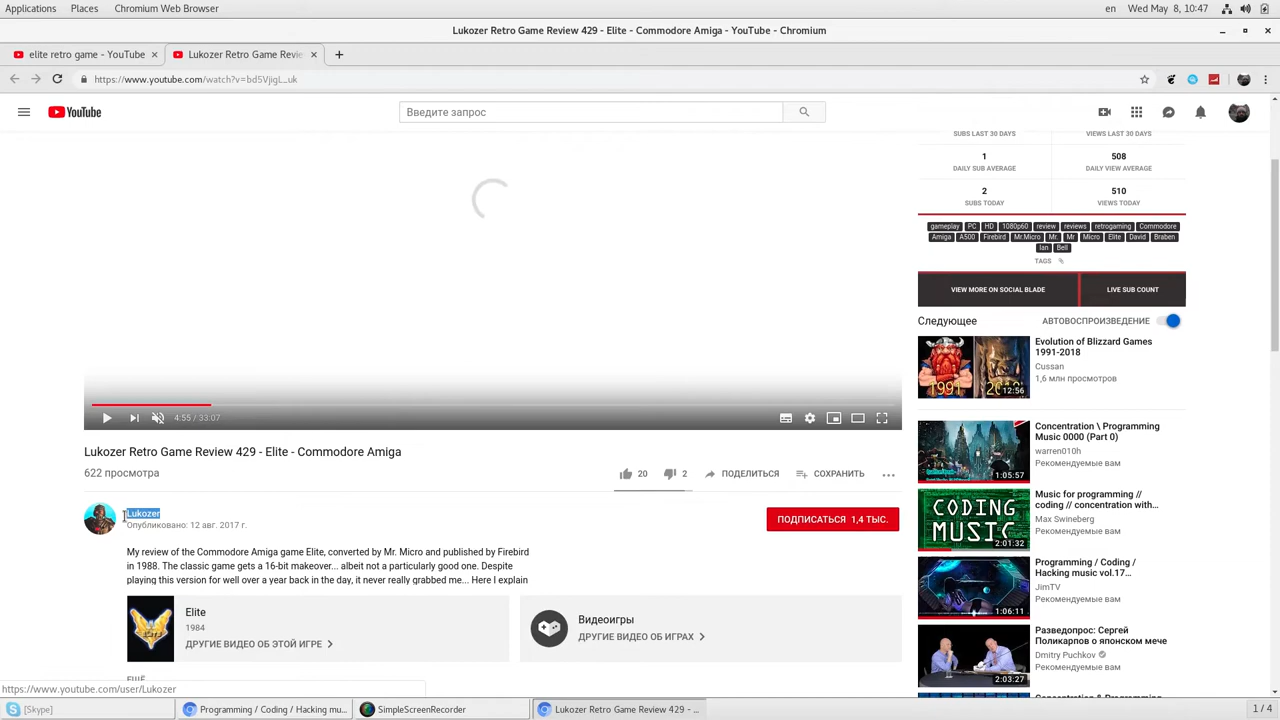 Applications Places Chromium Web Browser en Wed May 8, 10:47
Lukozer Retro Game Review 429 - Elite - Commodore Amiga - YouTube - Chromium
elite retro game - YouTube Lukozer Retro Game Revie
https://www.youtube.com/watch?v=bd5VjigL_uk
YouTube Введите запрос
SUBS LAST 30 DAYS VIEWS LAST 30 DAYS
1 508
DAILY SUB AVERAGE DAILY VIEW AVERAGE
2 510
SUBS TODAY VIEWS TODAY
gameplay PC HD 1080p60 review reviews retrogaming Commodore
Amiga A500 Firebird Mr.Micro Mr. Mr Micro Elite David Braben
Ian Bell
TAGS
VIEW MORE ON SOCIAL BLADE LIVE SUB COUNT
Следующее АВТОВОСПРОИЗВЕДЕНИЕ
1991 12:56
Evolution of Blizzard Games
1991-2018
Cussan
1,6 млн просмотров
4:55 / 33:07
Lukozer Retro Game Review 429 - Elite - Commodore Amiga
622 просмотра 20 2 ПОДЕЛИТЬСЯ СОХРАНИТЬ
Lukozer
Опубликовано: 12 авг. 2017 г.
ПОДПИСАТЬСЯ 1,4 ТЫС.
My review of the Commodore Amiga game Elite, converted by Mr. Micro and published by Firebird
in 1988. The classic game gets a 16-bit makeover... albeit not a particularly good one. Despite
playing this version for well over a year back in the day, it never really grabbed me... Here I explain
Elite
1984
ДРУГИЕ ВИДЕО ОБ ЭТОЙ ИГРЕ
Видеоигры
ДРУГИЕ ВИДЕО ОБ ИГРАХ
ЕЩЁ
1:05:57
Concentration \ Programming
Music 0000 (Part 0)
warren010h
Рекомендуемые вам
CODING
MUSIC
2:01:32
Music for programming //
coding // concentration with...
Max Swineberg
Рекомендуемые вам
1:06:11
Programming / Coding /
Hacking music vol.17...
JimTV
Рекомендуемые вам
2:03:27
Разведопрос: Сергей
Поликарпов о японском мече
Dmitry Puchkov
Рекомендуемые вам
https://www.youtube.com/user/Lukozer
[Skype] Programming / Coding / Hacking mu... Lukozer Retro Game Review 429 - ... 1 / 4